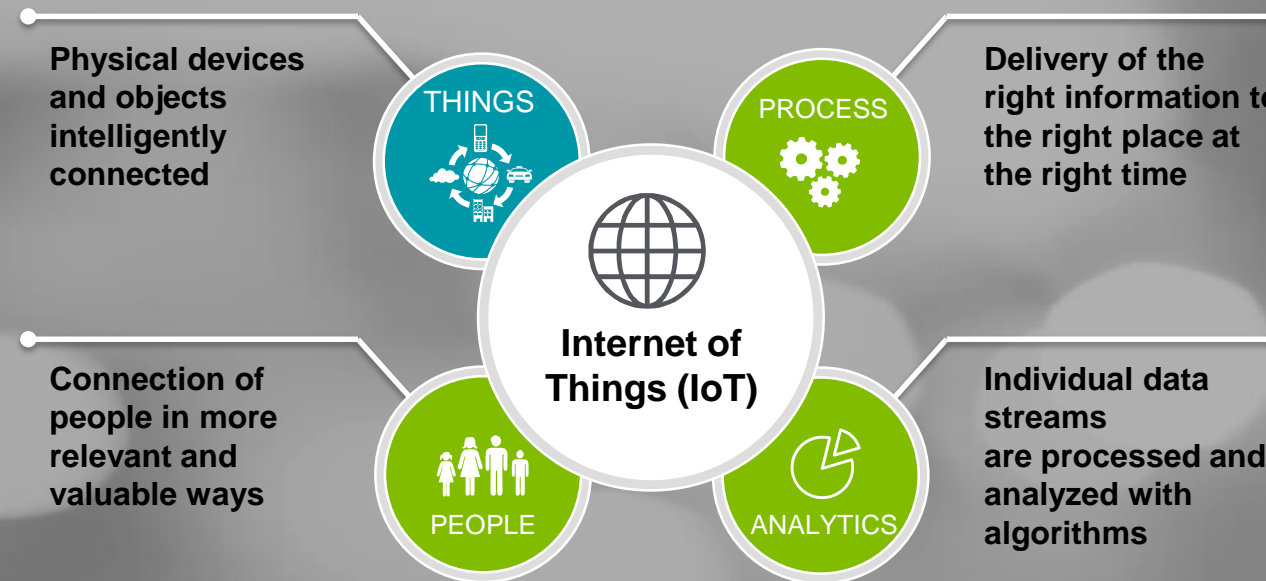 Physical devices
and objects
intelligently
connected
THINGS
PROCESS
Delivery of the
right information to
the right place at
the right time
Internet of
Things (IoT)
Connection of
people in more
relevant and
valuable ways
PEOPLE
ANALYTICS
Individual data
streams
are processed and
analyzed with
algorithms